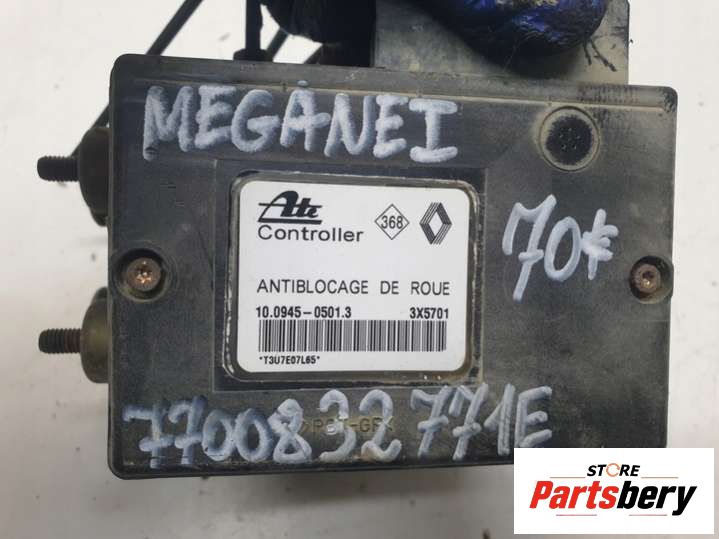 MEGANE I
Ate
Controller
368
70€
ANTIBLOCAGE DE ROUE
10.0945-0501.3 3X5701
*T3U7E07L65*
7700832771E
STORE
Partsbery